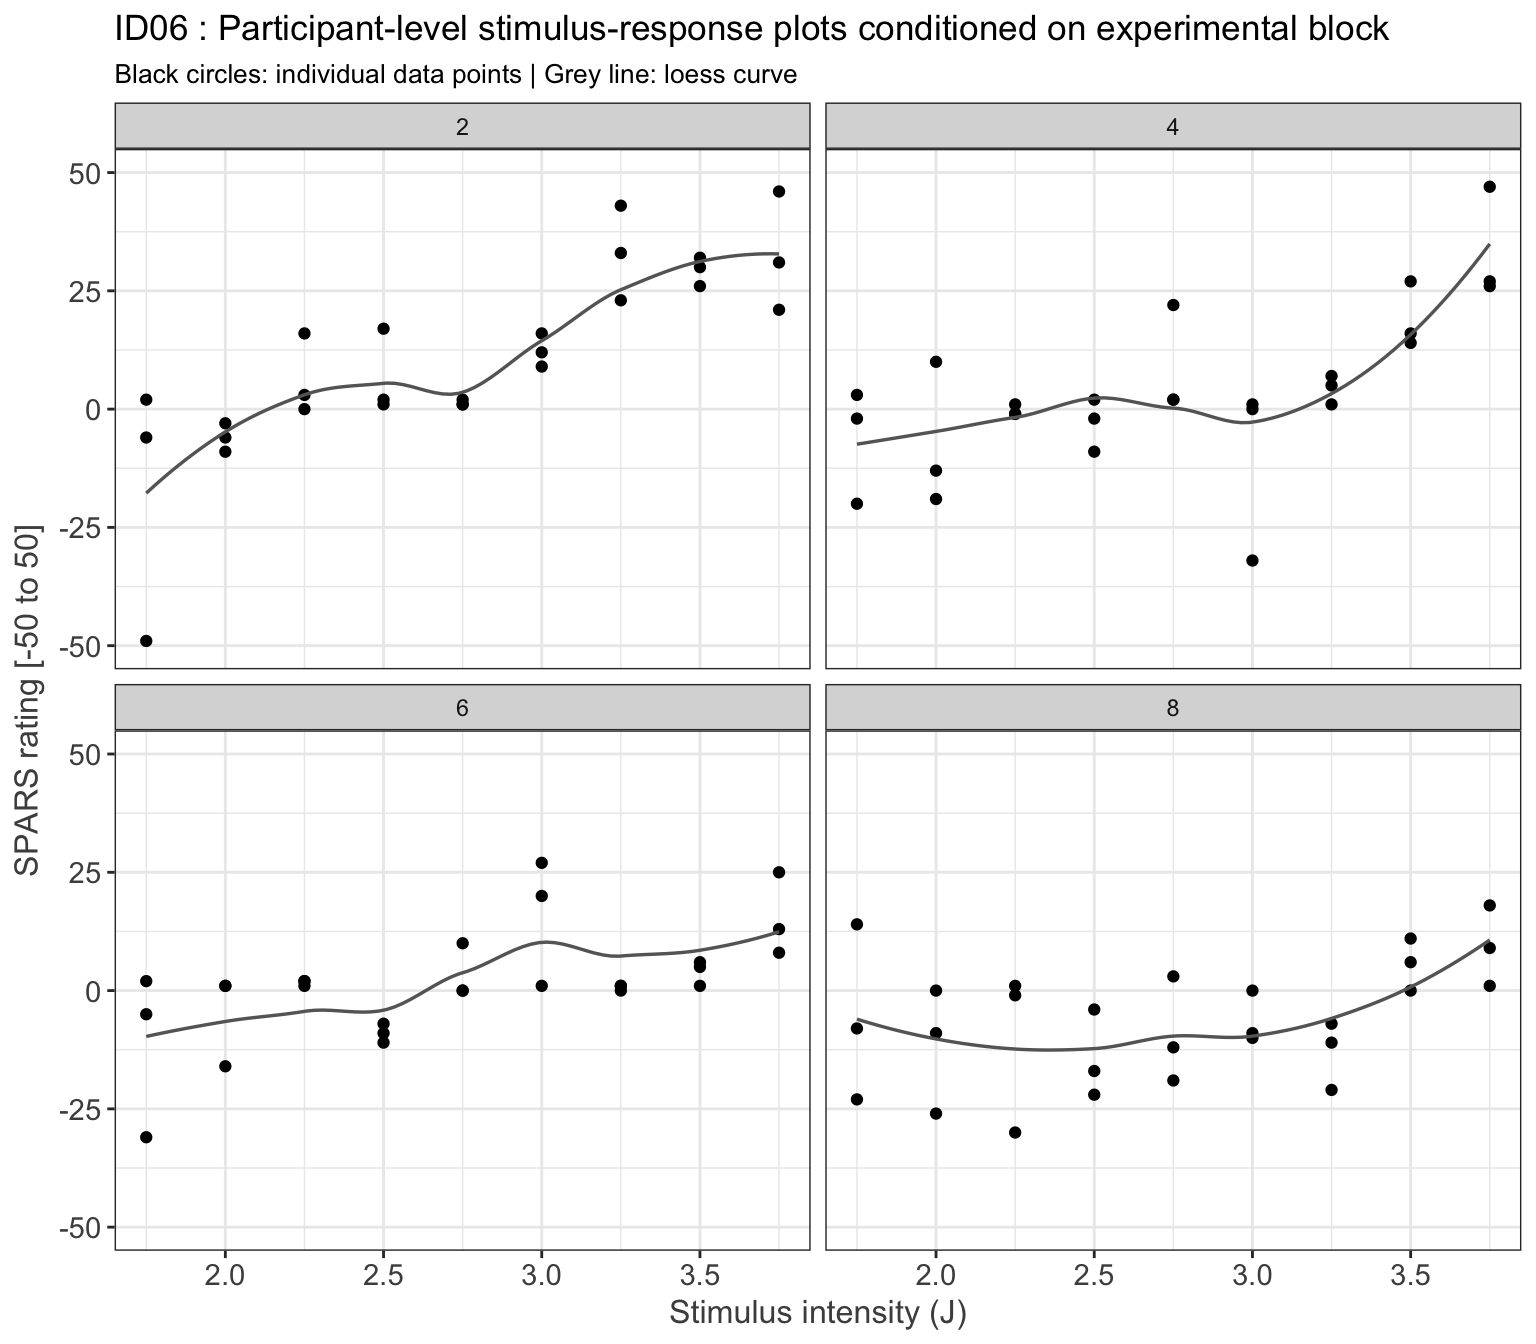 ID06 : Participant-level stimulus-response plots conditioned on experimental block
Black circles: individual data points | Grey line: loess curve
2
4
50
25
0
-25
-50
SPARS rating [-50 to 50]
6
8
50
25
0
-25
-50
2.0 2.5 3.0 3.5
2.0 2.5 3.0 3.5
Stimulus intensity (J)